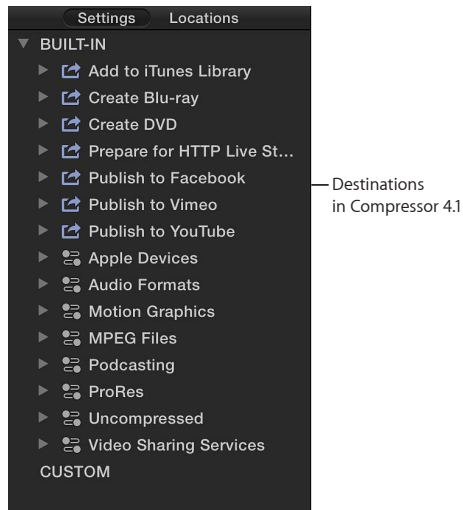 Settings Locations
BUILT-IN
Add to iTunes Library
Create Blu-ray
Create DVD
Prepare for HTTP Live St...
Publish to Facebook
Publish to Vimeo
Publish to YouTube
Apple Devices
Audio Formats
Motion Graphics
MPEG Files
Podcasting
ProRes
Uncompressed
Video Sharing Services
CUSTOM
Destinations
in Compressor 4.1